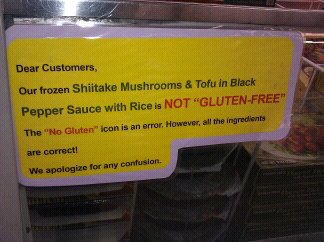 Dear Customers,
Our frozen Shiitake Mushrooms & Tofu in Black
Pepper Sauce with Rice is NOT "GLUTEN-FREE"
The "No Gluten" icon is an error. However, all the ingredients
are correct!
We apologize for any confusion.